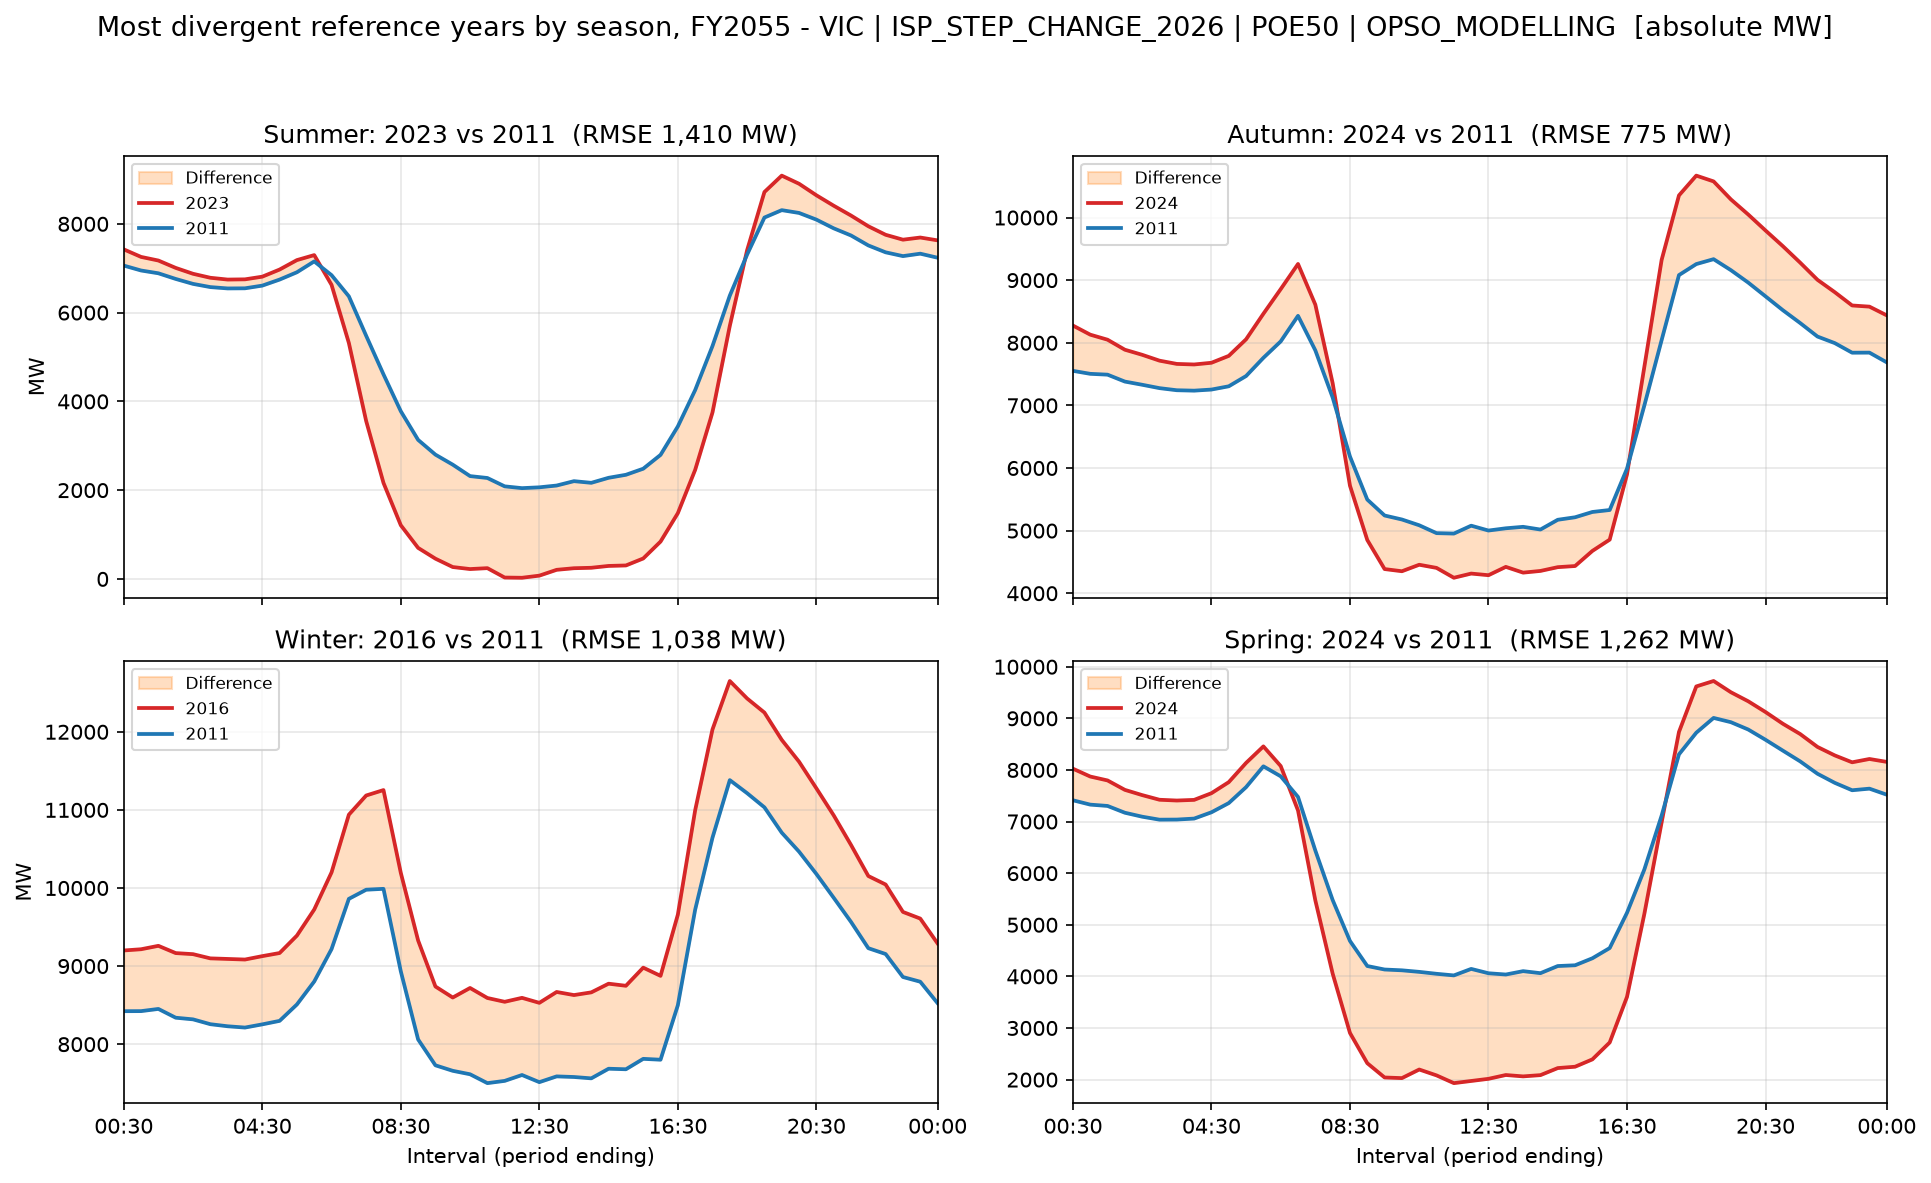 Most divergent reference years by season, FY2055 - VIC | ISP_STEP_CHANGE_2026 | POE50 | OPSO_MODELLING  [absolute MW]
Summer: 2023 vs 2011  (RMSE 1,410 MW)
Difference
2023
2011
MW
8000
6000
4000
2000
0
Autumn: 2024 vs 2011  (RMSE 775 MW)
Difference
2024
2011
10000
9000
8000
7000
6000
5000
4000
Winter: 2016 vs 2011  (RMSE 1,038 MW)
Difference
2016
2011
MW
12000
11000
10000
9000
8000
00:30 04:30 08:30 12:30 16:30 20:30 00:00
Interval (period ending)
Spring: 2024 vs 2011  (RMSE 1,262 MW)
Difference
2024
2011
10000
9000
8000
7000
6000
5000
4000
3000
2000
00:30 04:30 08:30 12:30 16:30 20:30 00:00
Interval (period ending)